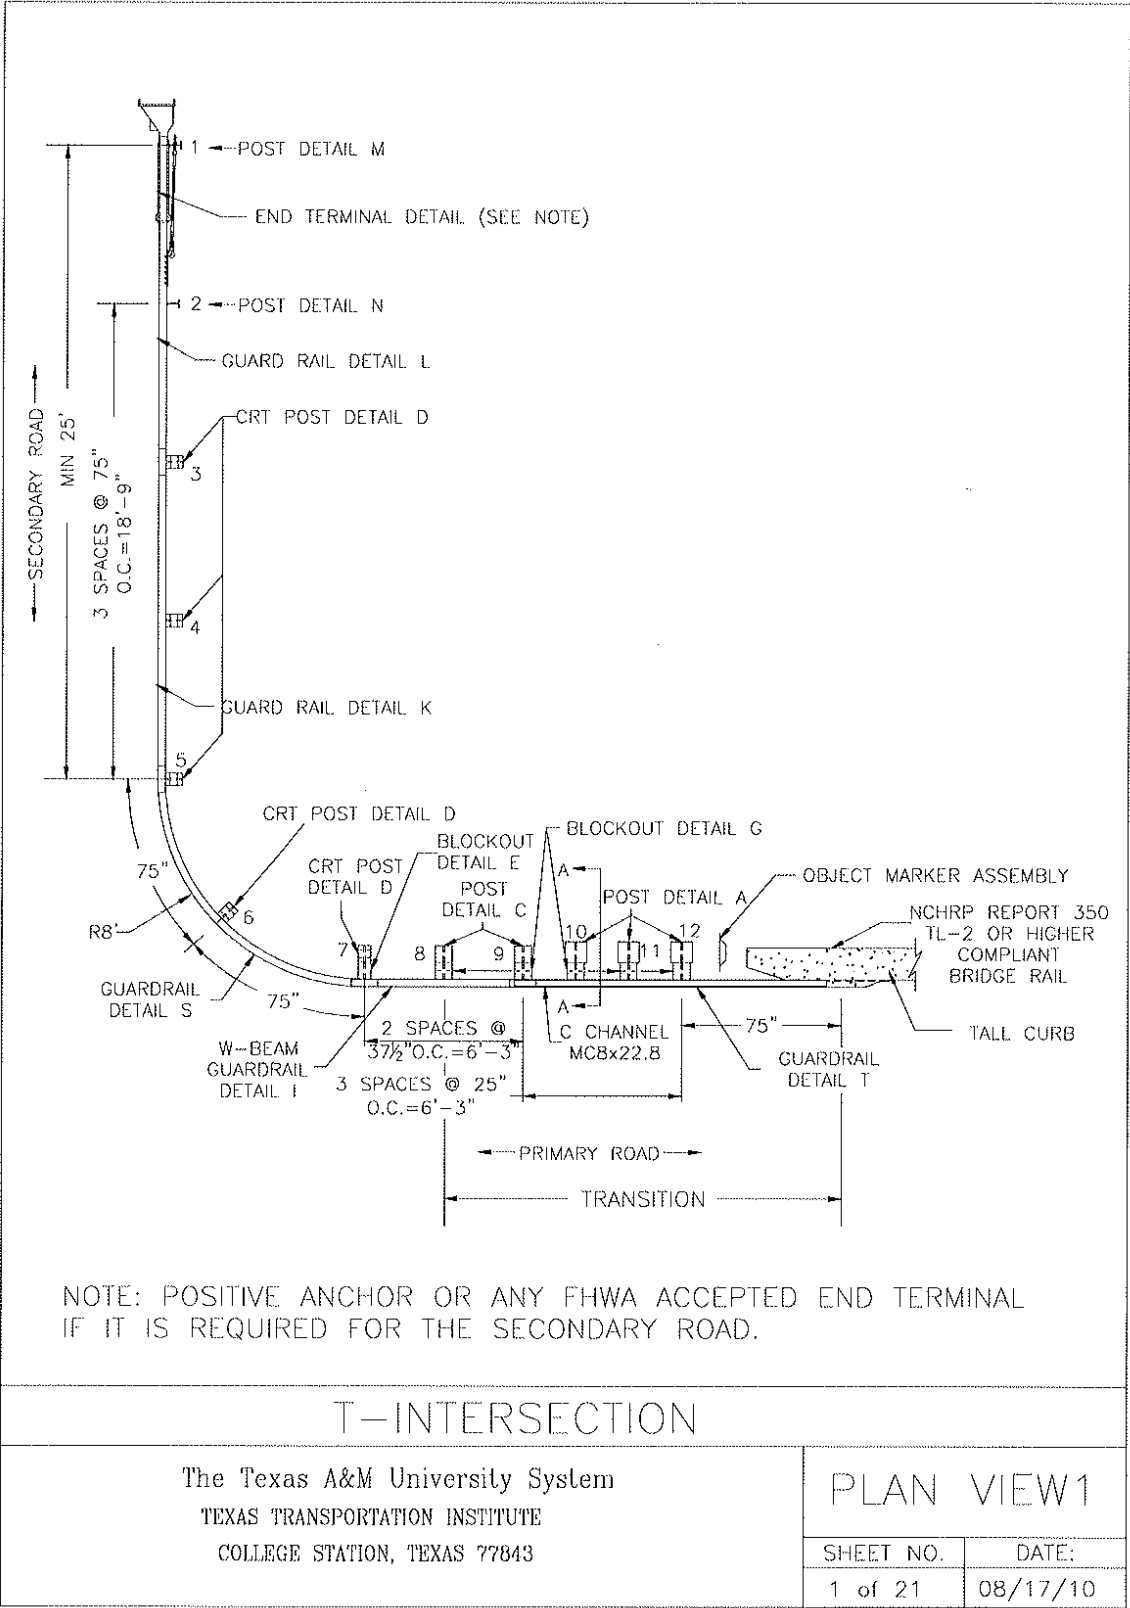 1
POST DETAIL M
END TERMINAL DETAIL (SEE NOTE)
2
POST DETAIL N
GUARD RAIL DETAIL L
CRT POST DETAIL D
SECONDARY ROAD
MIN 25'
3 SPACES @ 75"
O.C.=18'-9"
3
4
GUARD RAIL DETAIL K
5
CRT POST DETAIL D
75"
R8'
6
CRT POST
DETAIL D
BLOCKOUT
DETAIL E
POST
DETAIL C
BLOCKOUT DETAIL G
A
POST DETAIL A
OBJECT MARKER ASSEMBLY
NCHRP REPORT 350
TL-2 OR HIGHER
COMPLIANT
BRIDGE RAIL
7
8
9
10
11
12
GUARDRAIL
DETAIL S
75"
A
W-BEAM
GUARDRAIL
DETAIL I
2 SPACES @
37½"O.C.=6'-3"
3 SPACES @ 25"
O.C.=6'-3"
C CHANNEL
MC8x22.8
75"
GUARDRAIL
DETAIL T
TALL CURB
PRIMARY ROAD
TRANSITION
NOTE: POSITIVE ANCHOR OR ANY FHWA ACCEPTED END TERMINAL
IF IT IS REQUIRED FOR THE SECONDARY ROAD.
T-INTERSECTION
The Texas A&M University System
TEXAS TRANSPORTATION INSTITUTE
COLLEGE STATION, TEXAS 77843
PLAN VIEW1
SHEET NO.
1 of 21
DATE:
08/17/10